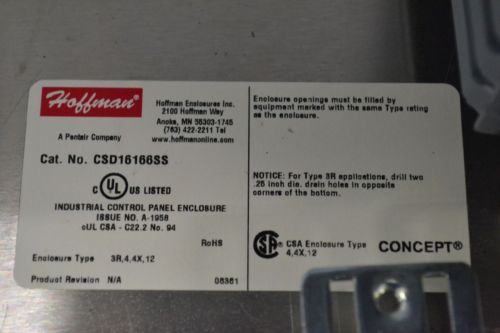 Hoffman®
A Pentair Company
Hoffman Enclosures Inc.
2100 Hoffman Way
Anoka, MN 55303-1745
(763) 422-2211 Tel
www.hoffmanonline.com
Cat. No. CSD16166SS
c UL US LISTED
INDUSTRIAL CONTROL PANEL ENCLOSURE
ISSUE NO. A-1958
cUL CSA - C22.2 No. 94
RoHS
Enclosure Type 3R,4,4X,12
Product Revision N/A
08361
Enclosure openings must be filled by
equipment marked with the same Type rating
as the enclosure.
NOTICE: For Type 3R applications, drill two
.25 inch dia. drain holes in opposite
corners of the bottom.
SA® CSA Enclosure Type
4,4X,12
CONCEPT®